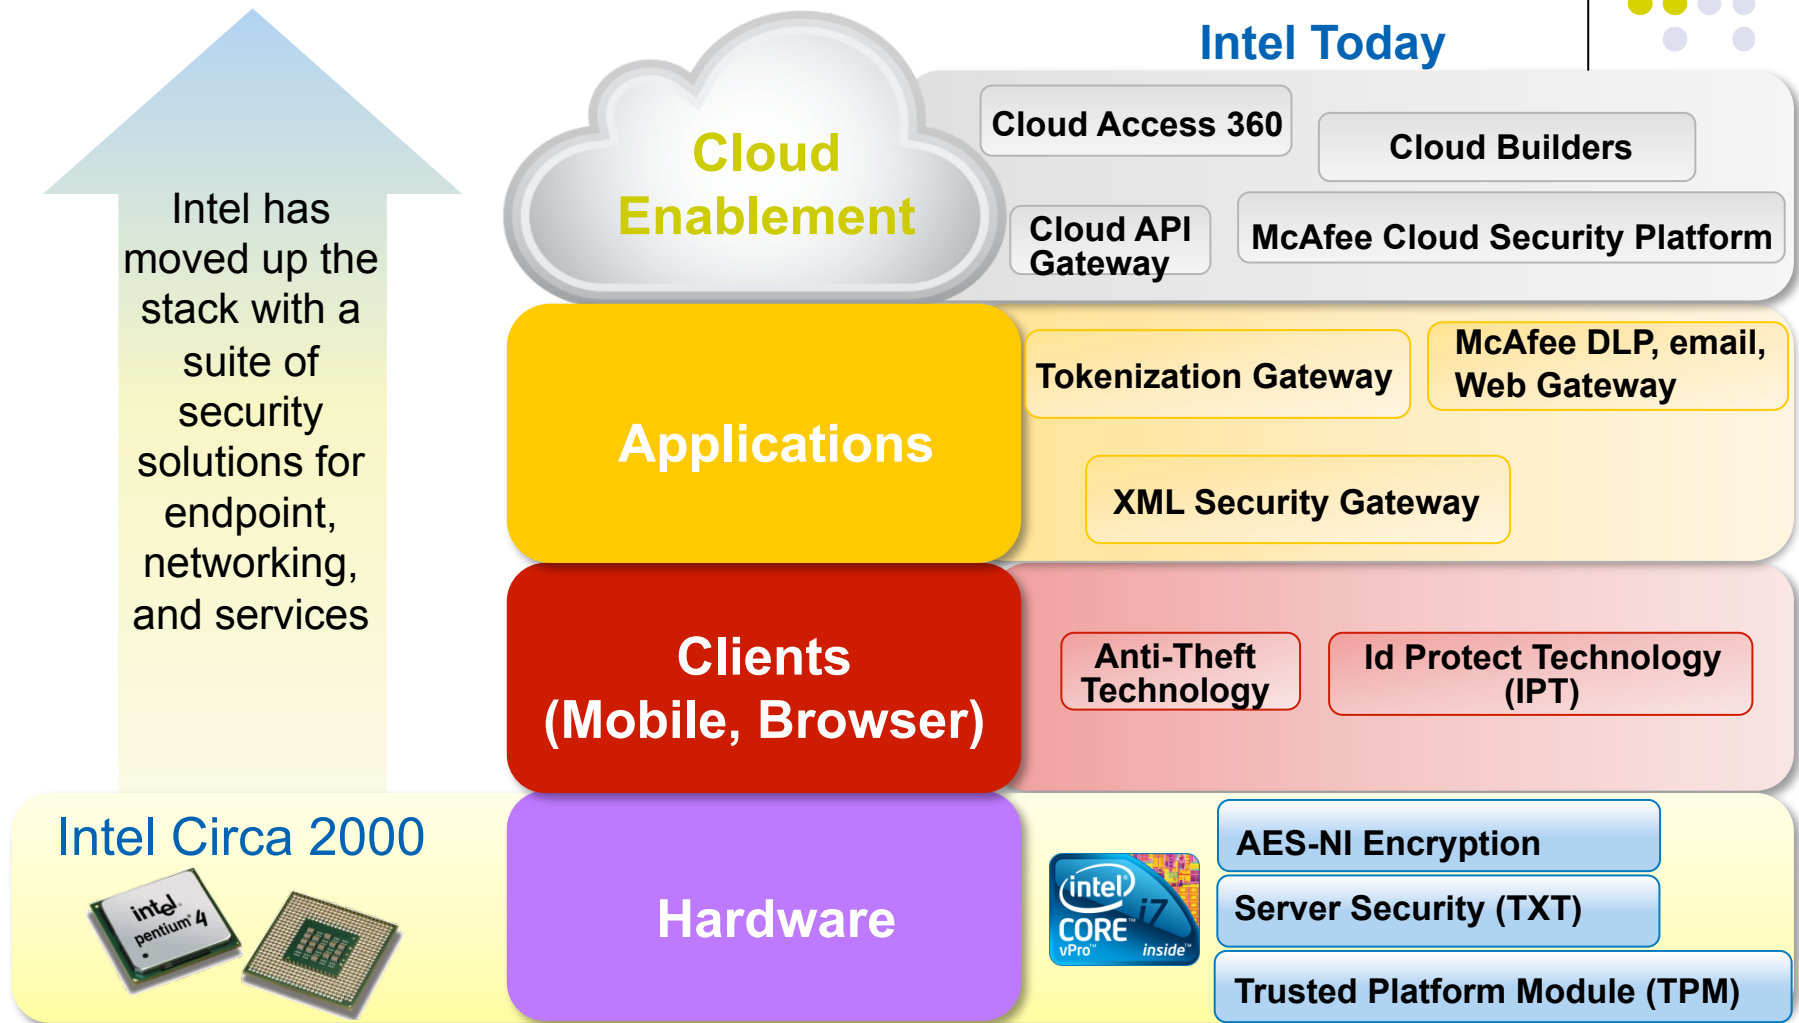 Intel Today
Intel has
moved up the
stack with a
suite of
security
solutions for
endpoint,
networking,
and services
Cloud
Enablement
Cloud Access 360
Cloud Builders
Cloud API
Gateway
McAfee Cloud Security Platform
Applications
Tokenization Gateway
McAfee DLP, email,
Web Gateway
XML Security Gateway
Clients
(Mobile, Browser)
Anti-Theft
Technology
Id Protect Technology
(IPT)
Intel Circa 2000
intel
pentium 4
Hardware
intel
CORE™ i7
vPro™ inside™
AES-NI Encryption
Server Security (TXT)
Trusted Platform Module (TPM)